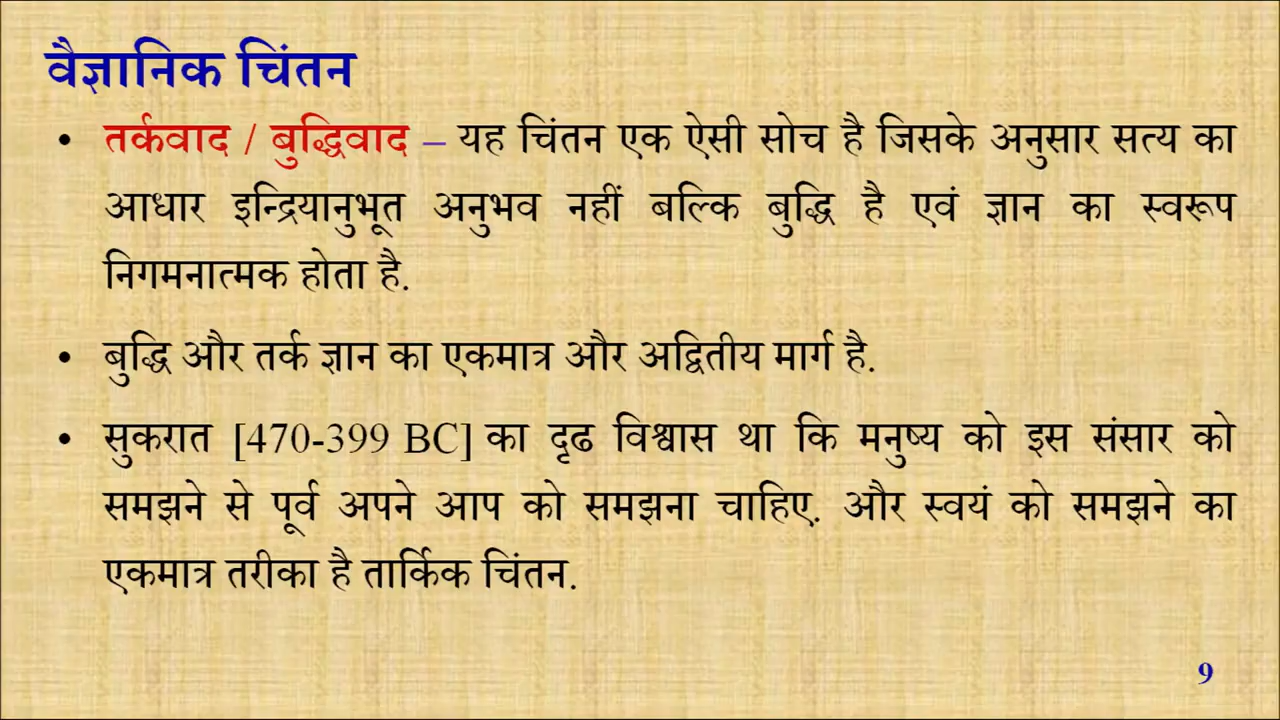 वैज्ञानिक चिंतन
• तर्कवाद / बुद्धिवाद – यह चिंतन एक ऐसी सोच है जिसके अनुसार सत्य का
आधार इन्द्रियानुभूत अनुभव नहीं बल्कि बुद्धि है एवं ज्ञान का स्वरूप
निगमनात्मक होता है.
• बुद्धि और तर्क ज्ञान का एकमात्र और अद्वितीय मार्ग है.
• सुकरात [470-399 BC] का दृढ विश्वास था कि मनुष्य को इस संसार को
समझने से पूर्व अपने आप को समझना चाहिए. और स्वयं को समझने का
एकमात्र तरीका है तार्किक चिंतन.
9